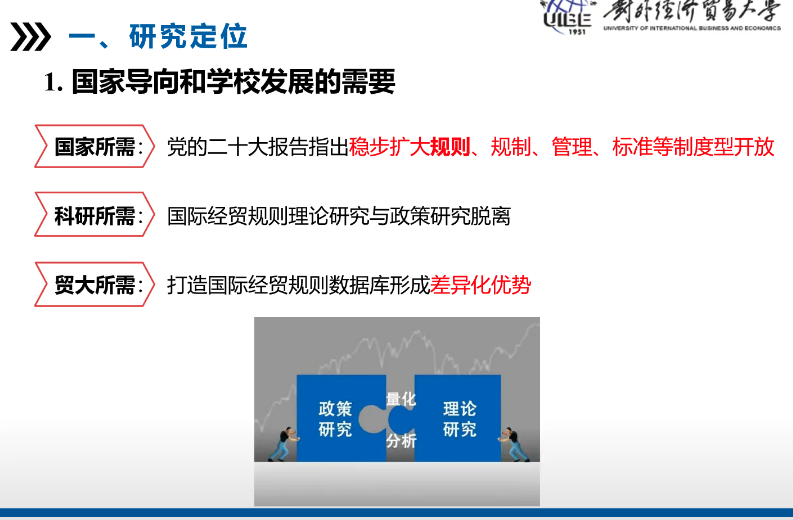 一、研究定位
UIBE
1951
對外經濟貿易大學
UNIVERSITY OF INTERNATIONAL BUSINESS AND ECONOMICS
1. 国家导向和学校发展的需要
国家所需： 党的二十大报告指出稳步扩大规则、规制、管理、标准等制度型开放
科研所需： 国际经贸规则理论研究与政策研究脱离
贸大所需： 打造国际经贸规则数据库形成差异化优势
政策 量化 理论
研究 分析 研究